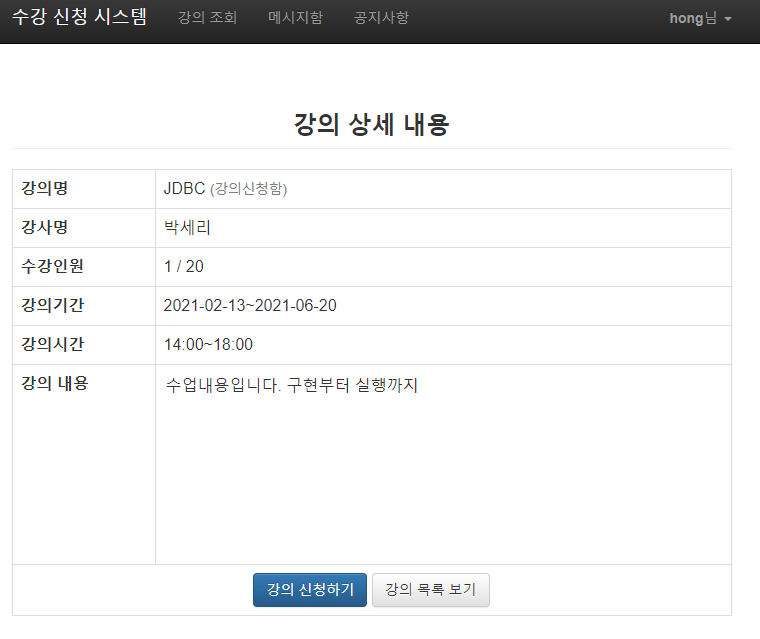 수강 신청 시스템 강의 조회 메시지함 공지사항 hong님
강의 상세 내용
강의명 JDBC (강의신청함)
강사명 박세리
수강인원 1 / 20
강의기간 2021-02-13~2021-06-20
강의시간 14:00~18:00
강의 내용 수업내용입니다. 구현부터 실행까지
강의 신청하기 강의 목록 보기